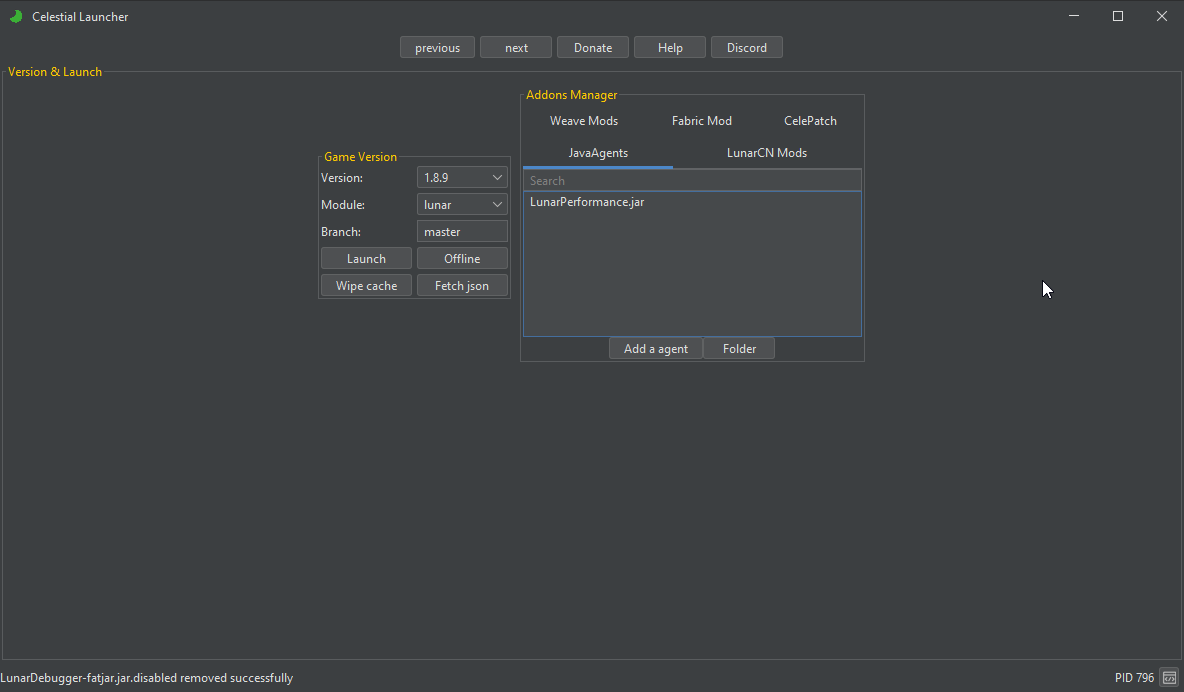 Celestial Launcher
previous next Donate Help Discord
Version & Launch
Addons Manager
Weave Mods Fabric Mod CelePatch
JavaAgents LunarCN Mods
Search
LunarPerformance.jar
Add a agent Folder
Game Version
Version: 1.8.9
Module: lunar
Branch: master
Launch Offline
Wipe cache Fetch json
LunarDebugger-fatjar.jar.disabled removed successfully
PID 796